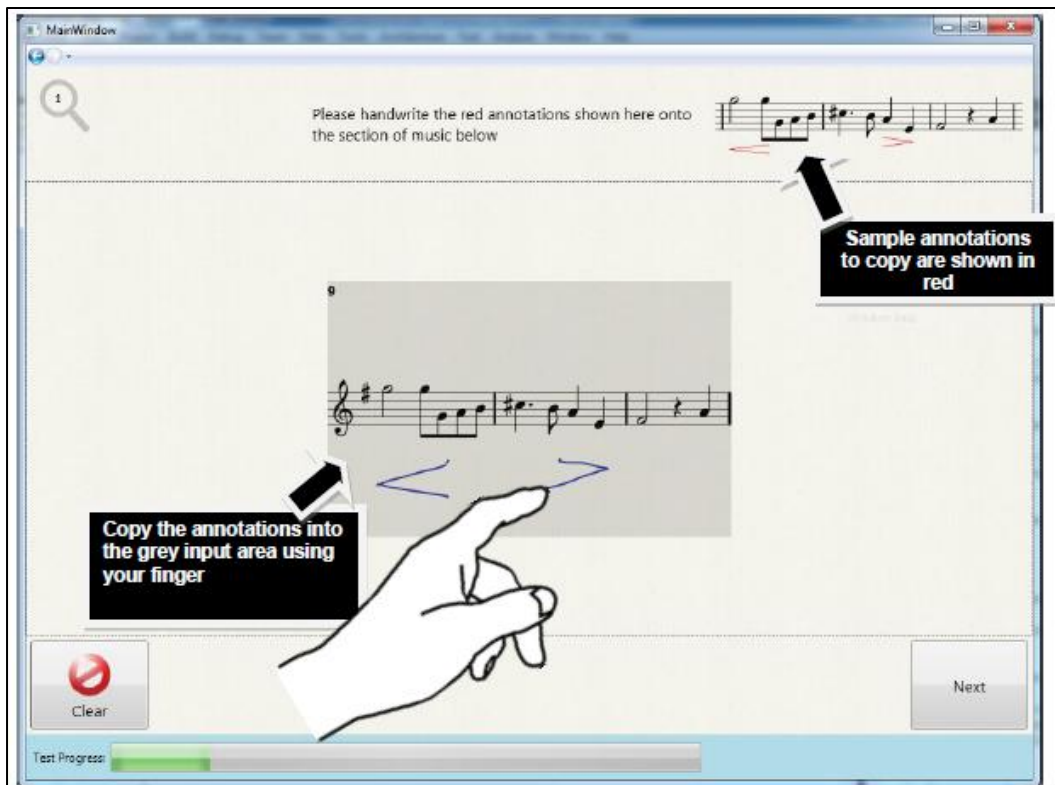 MainWindow
1
Please handwrite the red annotations shown here onto
the section of music below
Sample annotations
to copy are shown in
red
9
Copy the annotations into
the grey input area using
your finger
Clear
Next
Test Progress: